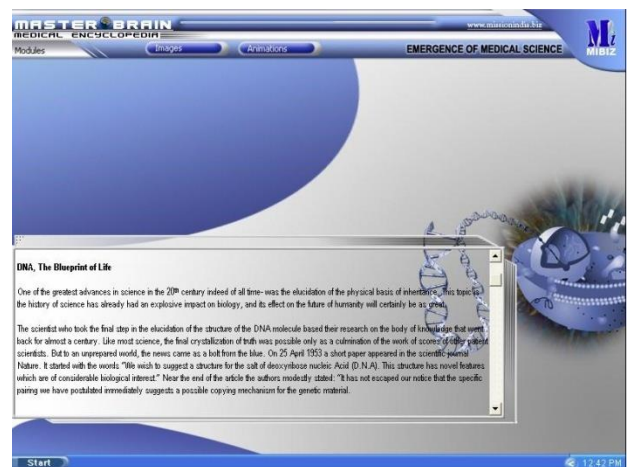 MASTER BRAIN
MEDICAL ENCYCLOPEDIA
www.missionindia.biz
Modules
Images
Animations
EMERGENCE OF MEDICAL SCIENCE
MIBIZ
DNA, The Blueprint of Life
One of the greatest advances in science in the 20th century indeed of all time- was the elucidation of the physical basis of inheritance. This topic in
the history of science has already had an explosive impact on biology, and its effect on the future of humanity will certainly be as great.
The scientist who took the final step in the elucidation of the structure of the DNA molecule based their research on the body of knowledge that went
back for almost a century. Like most science, the final crystallization of truth was possible only as a culmination of the work of scores of other patient
scientists. But to an unprepared world, the news came as a bolt from the blue. On 25 April 1953 a short paper appeared in the scientific journal
Nature. It started with the words "We wish to suggest a structure for the salt of deoxyribose nucleic Acid (D.N.A). This structure has novel features
which are of considerable biological interest." Near the end of the article the authors modestly stated: "It has not escaped our notice that the specific
pairing we have postulated immediately suggests a possible copying mechanism for the genetic material.
Start
12:42 PM